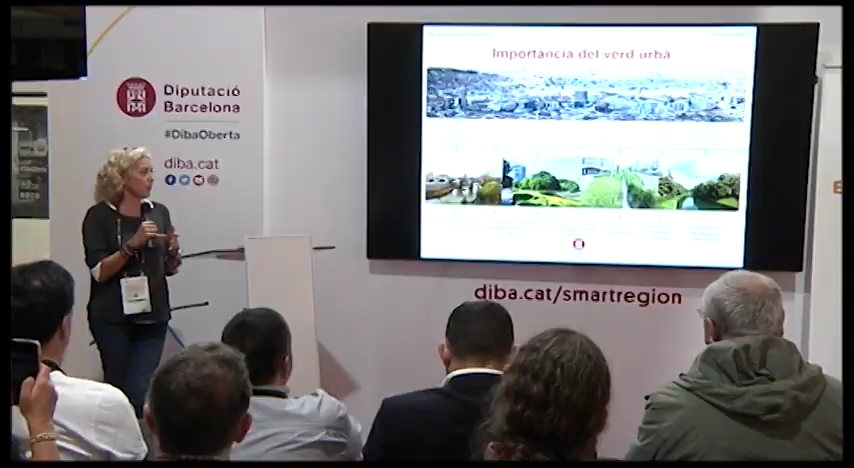 Importància del verd urbà
Diputació
Barcelona
#DibaOberta
diba.cat
diba.cat/smartregion